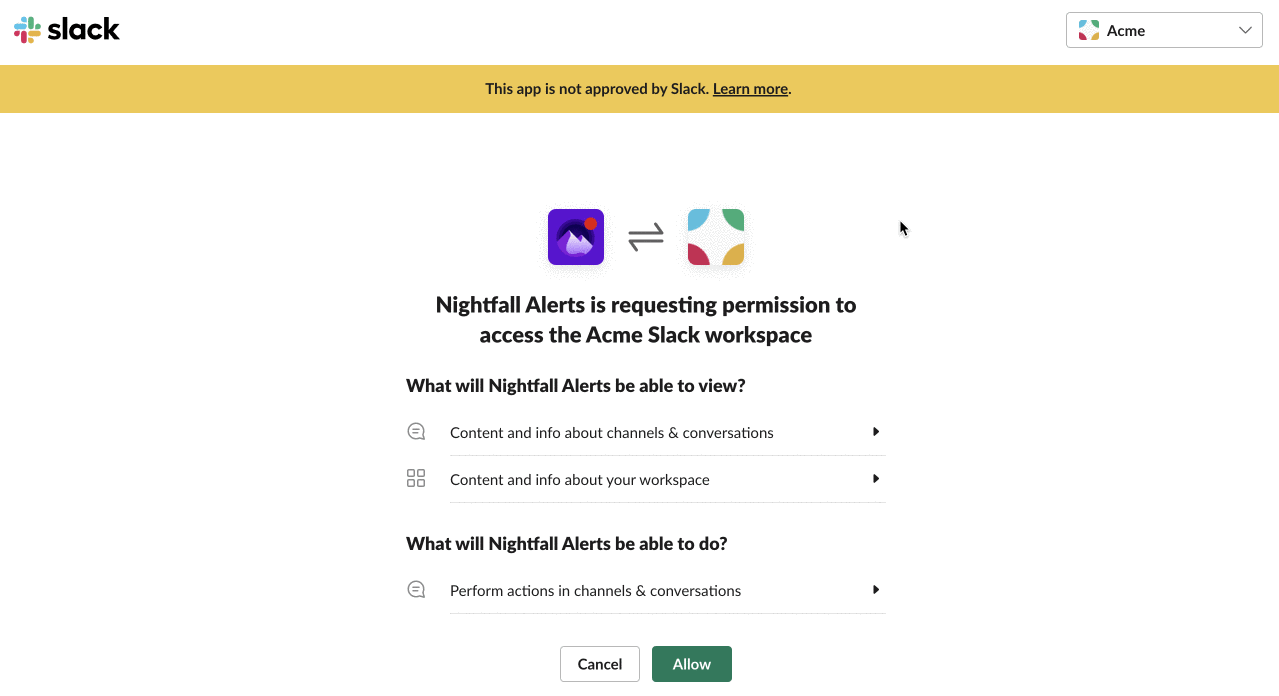 slack
Acme
This app is not approved by Slack. Learn more.
Nightfall Alerts is requesting permission to
access the Acme Slack workspace
What will Nightfall Alerts be able to view?
Content and info about channels & conversations
Content and info about your workspace
What will Nightfall Alerts be able to do?
Perform actions in channels & conversations
Cancel
Allow